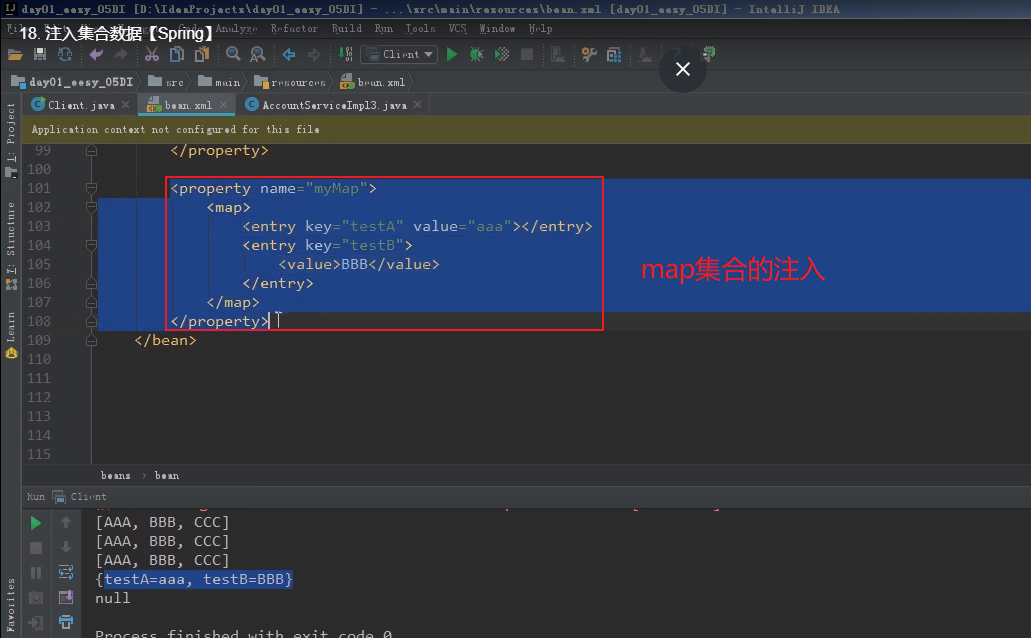 day01_eesy_05DI [D:\IdeaProjects\day01_eesy_05DI] - ...\src\main\resources\bean.xml [day01_eesy_05DI] - IntelliJ IDEA
18. 注入集合数据【Spring】
Analyze Refactor Build Run Tools VCS Window Help
Client
day01_eesy_05DI src main resources bean.xml
Client.java bean.xml AccountServiceImpl3.java
Application context not configured for this file
1: Project
7: Structure
Learn
Favorites
99 </property>
100
101 <property name="myMap">
102 <map>
103 <entry key="testA" value="aaa"></entry>
104 <entry key="testB">
105 <value>BBB</value>
106 </entry>
107 </map>
108 </property>
109 </bean>
110
111
112
113
114
115
map集合的注入
beans › bean
Run Client
[AAA, BBB, CCC]
[AAA, BBB, CCC]
[AAA, BBB, CCC]
{testA=aaa, testB=BBB}
null
Process finished with exit code 0